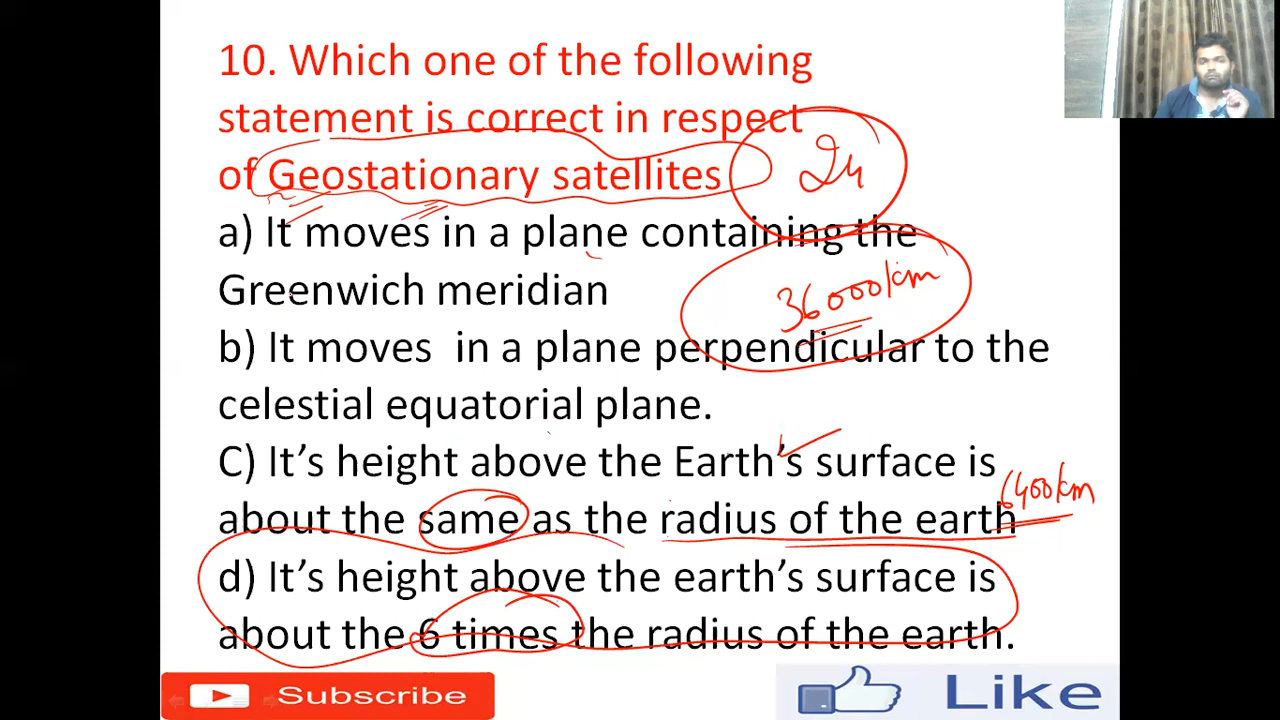 10. Which one of the following
statement is correct in respect
of Geostationary satellites
24
a) It moves in a plane containing the
Greenwich meridian
36000km
b) It moves in a plane perpendicular to the
celestial equatorial plane.
C) It’s height above the Earth’s surface is
6400km
about the same as the radius of the earth
d) It’s height above the earth’s surface is
about the 6 times the radius of the earth.
Subscribe
Like